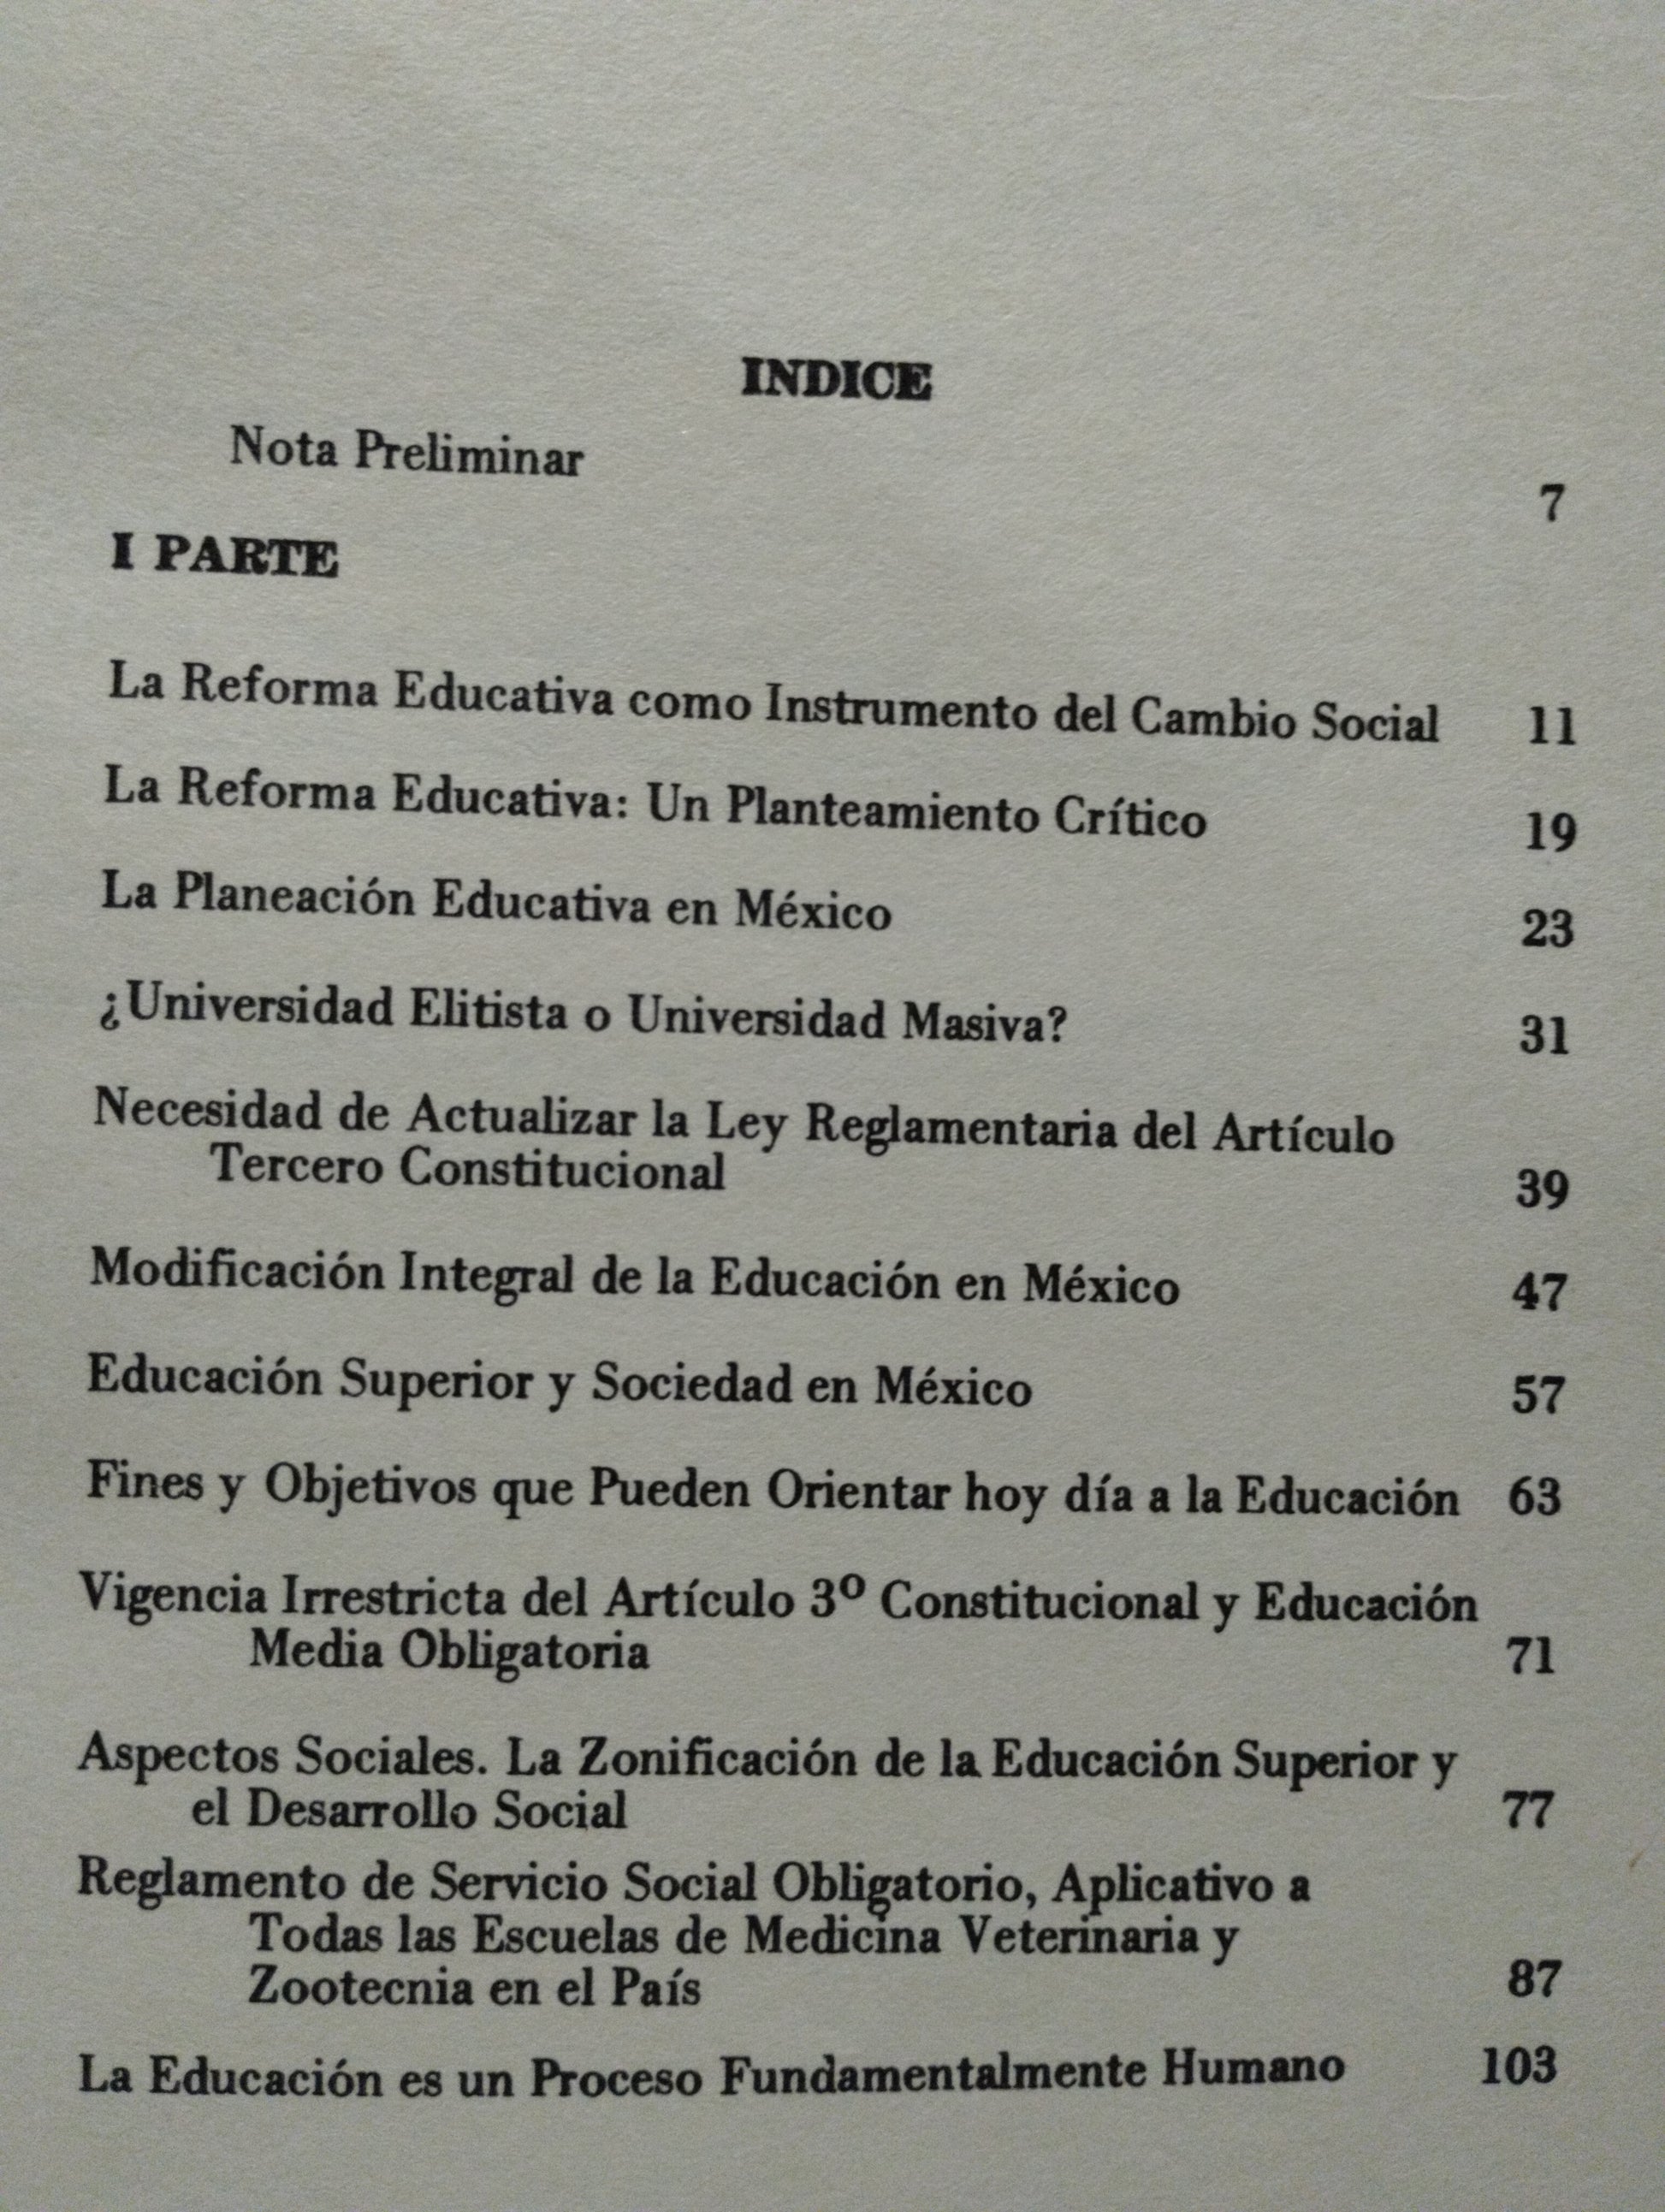 INDICE
Nota Preliminar 7
I PARTE
La Reforma Educativa como Instrumento del Cambio Social 11
La Reforma Educativa: Un Planteamiento Crítico 19
La Planeación Educativa en México 23
¿Universidad Elitista o Universidad Masiva? 31
Necesidad de Actualizar la Ley Reglamentaria del Artículo
Tercero Constitucional 39
Modificación Integral de la Educación en México 47
Educación Superior y Sociedad en México 57
Fines y Objetivos que Pueden Orientar hoy día a la Educación 63
Vigencia Irrestricta del Artículo 3º Constitucional y Educación
Media Obligatoria 71
Aspectos Sociales. La Zonificación de la Educación Superior y
el Desarrollo Social 77
Reglamento de Servicio Social Obligatorio, Aplicativo a
Todas las Escuelas de Medicina Veterinaria y
Zootecnia en el País 87
La Educación es un Proceso Fundamentalmente Humano 103